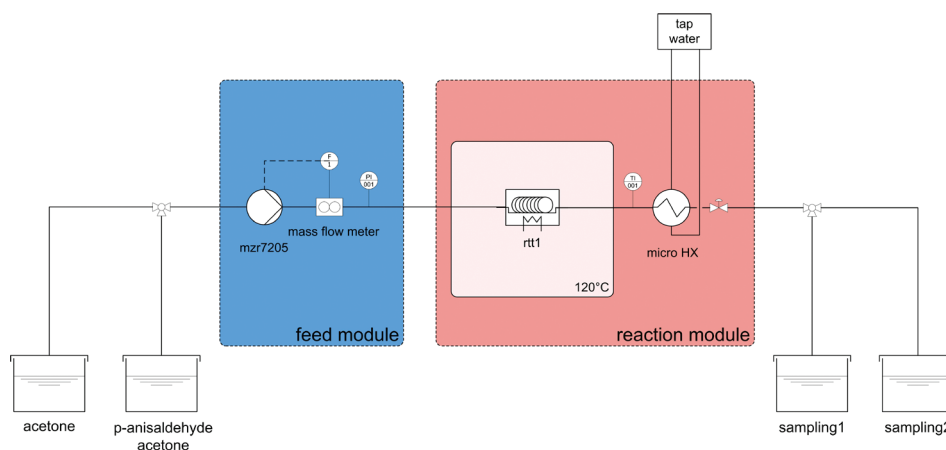 tap
water
F
1
PI
001
TI
001
mzr7205
mass flow meter
rtt1
micro HX
120°C
feed module
reaction module
acetone
p-anisaldehyde
acetone
sampling1
sampling2